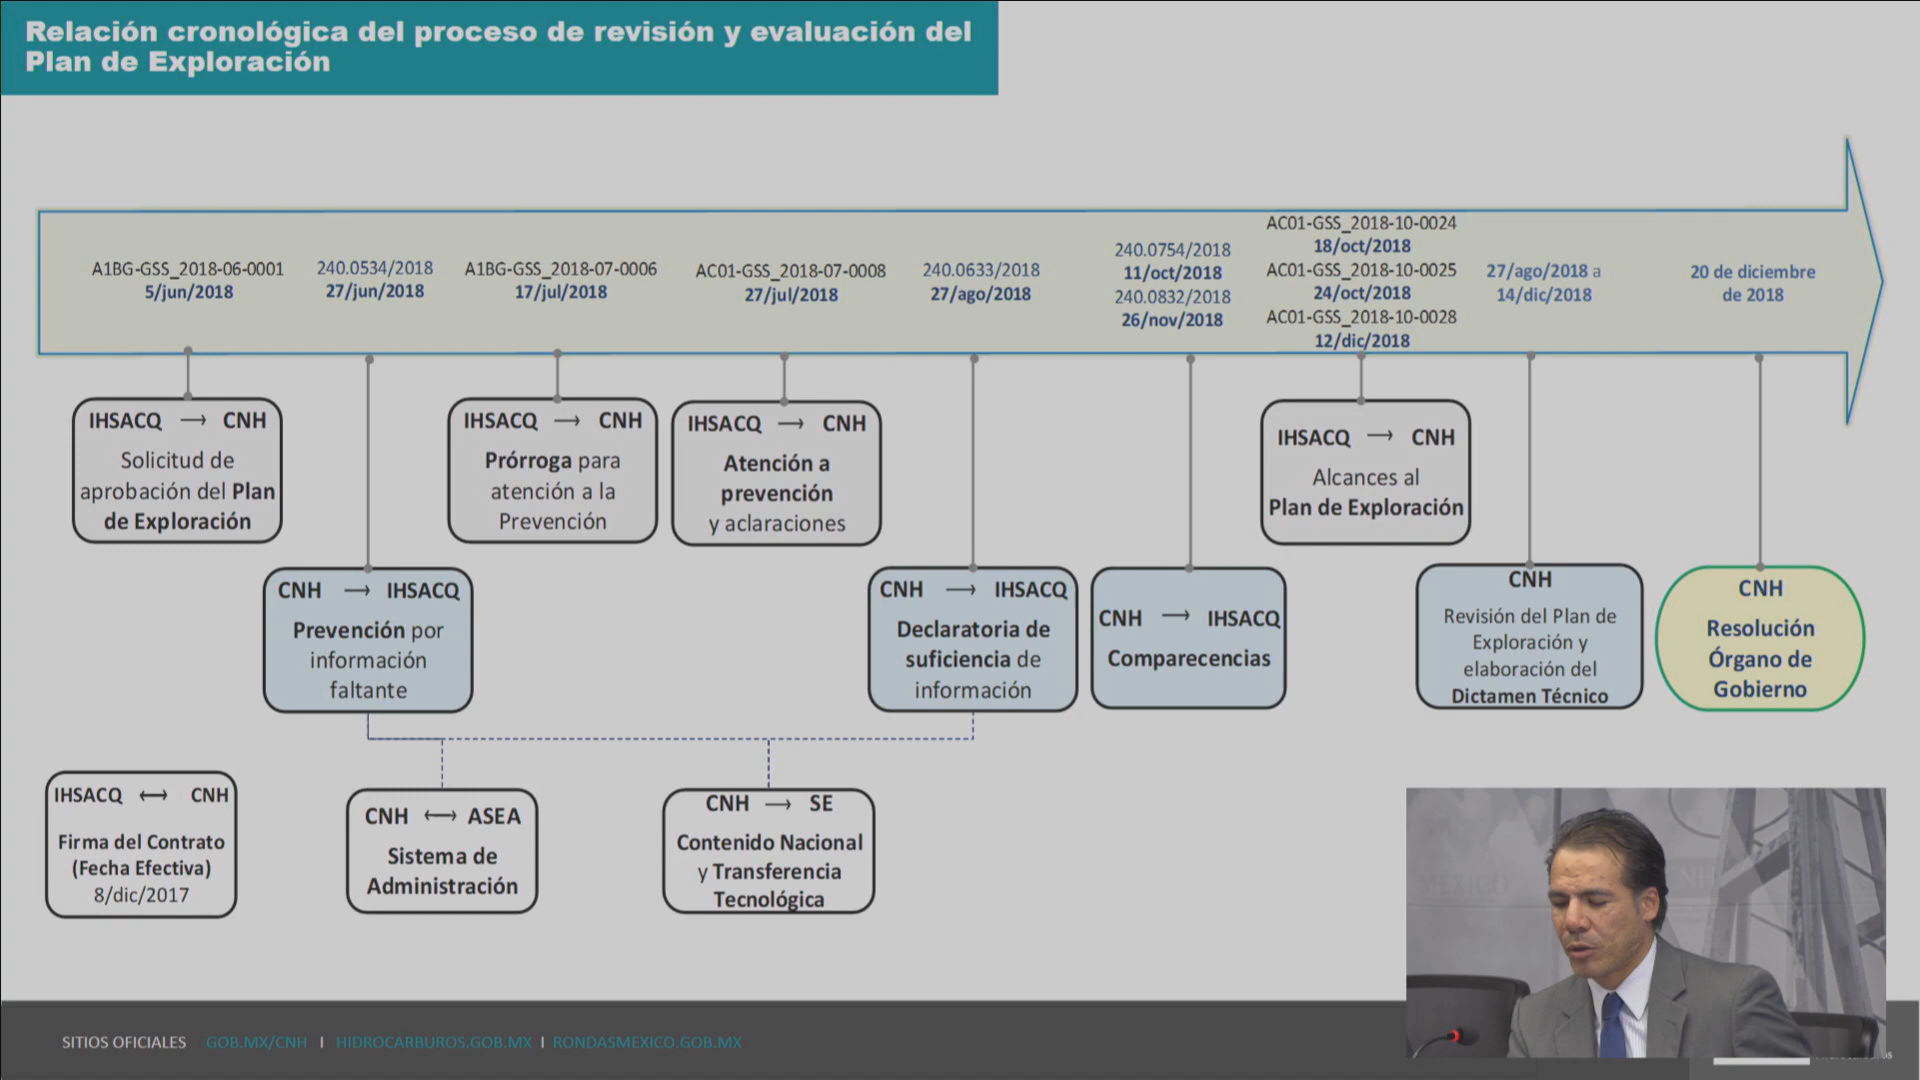 Relación cronológica del proceso de revisión y evaluación del
Plan de Exploración
A1BG-GSS_2018-06-0001
5/jun/2018
240.0534/2018
27/jun/2018
A1BG-GSS_2018-07-0006
17/jul/2018
AC01-GSS_2018-07-0008
27/jul/2018
240.0633/2018
27/ago/2018
240.0754/2018
11/oct/2018
240.0832/2018
26/nov/2018
AC01-GSS_2018-10-0024
18/oct/2018
AC01-GSS_2018-10-0025
24/oct/2018
AC01-GSS_2018-10-0028
12/dic/2018
27/ago/2018 a
14/dic/2018
20 de diciembre
de 2018
IHSACQ → CNH
Solicitud de
aprobación del Plan
de Exploración
IHSACQ → CNH
Prórroga para
atención a la
Prevención
IHSACQ → CNH
Atención a
prevención
y aclaraciones
IHSACQ → CNH
Alcances al
Plan de Exploración
CNH → IHSACQ
Prevención por
información
faltante
CNH → IHSACQ
Declaratoria de
suficiencia de
información
CNH → IHSACQ
Comparecencias
CNH
Revisión del Plan de
Exploración y
elaboración del
Dictamen Técnico
CNH
Resolución
Órgano de
Gobierno
IHSACQ ↔ CNH
Firma del Contrato
(Fecha Efectiva)
8/dic/2017
CNH ↔ ASEA
Sistema de
Administración
CNH → SE
Contenido Nacional
y Transferencia
Tecnológica
MÉXICO
SITIOS OFICIALES GOB.MX/CNH I HIDROCARBUROS.GOB.MX I RONDASMEXICO.GOB.MX